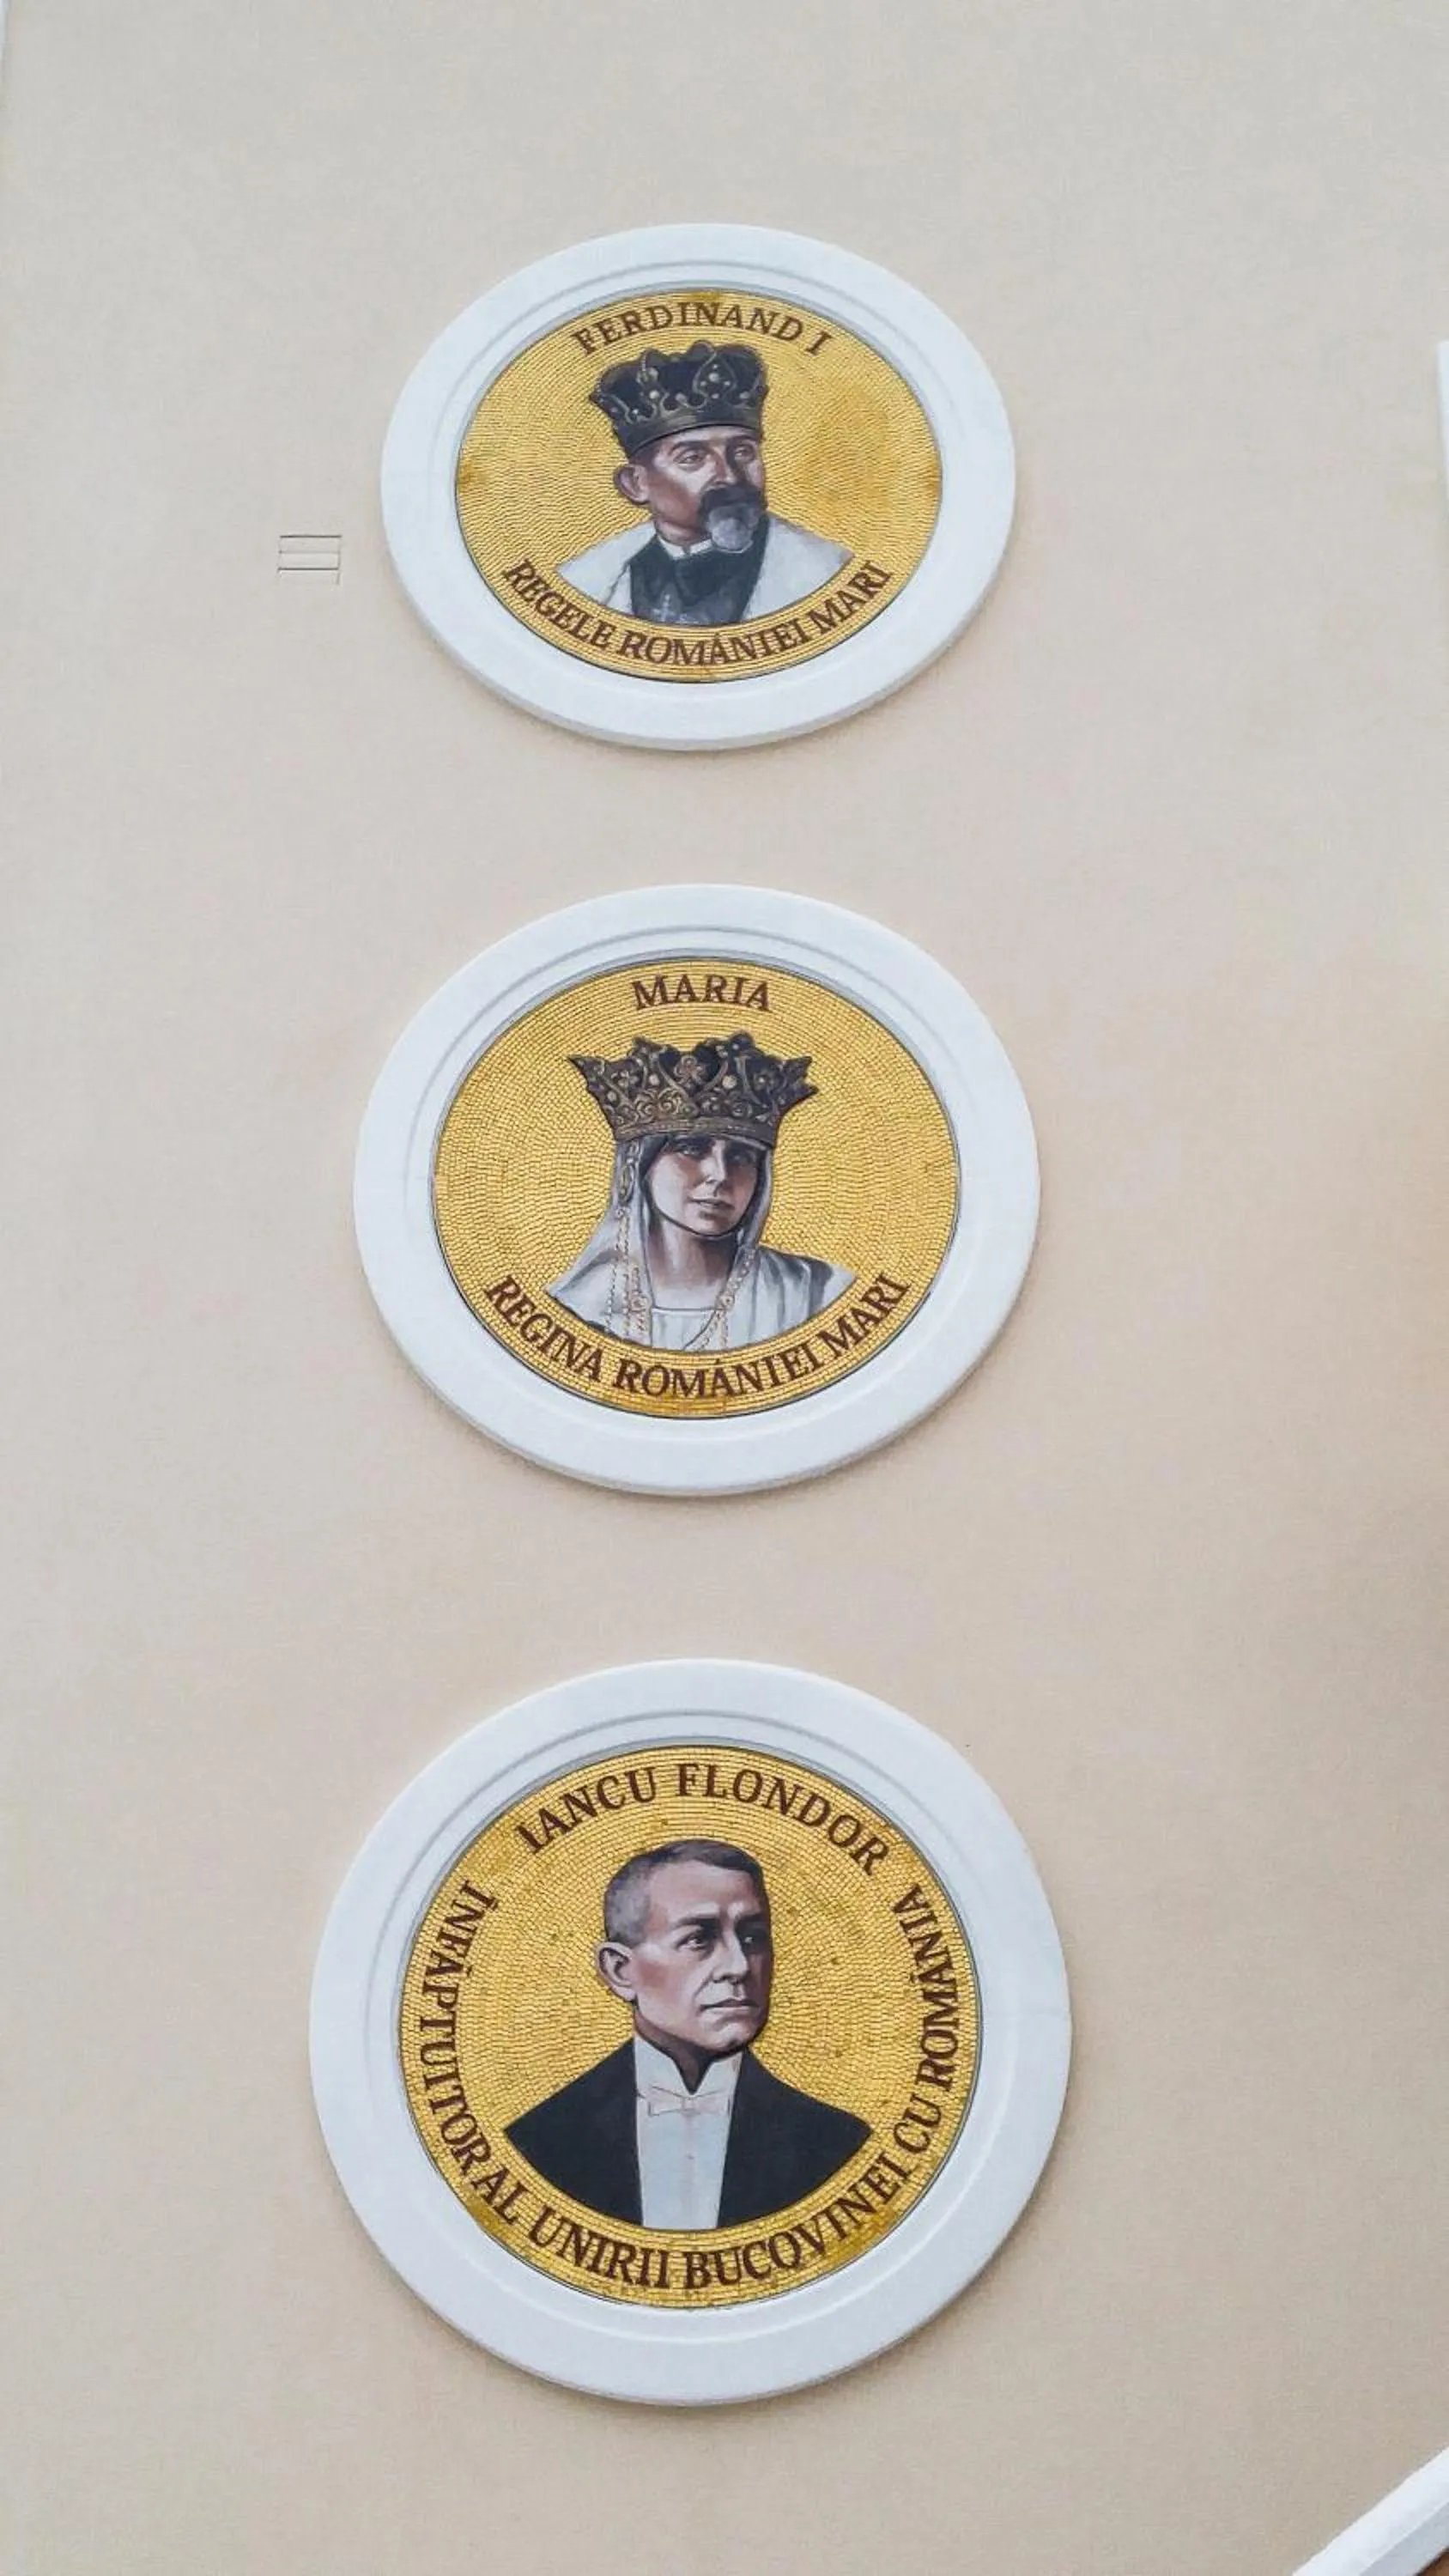 FERDINAND I
REGELE ROMÂNIEI MARI
MARIA
REGINA ROMÂNIEI MARI
IANCU FLONDOR
ÎNFĂPTUITOR AL UNIRII BUCOVINEI CU ROMÂNIA